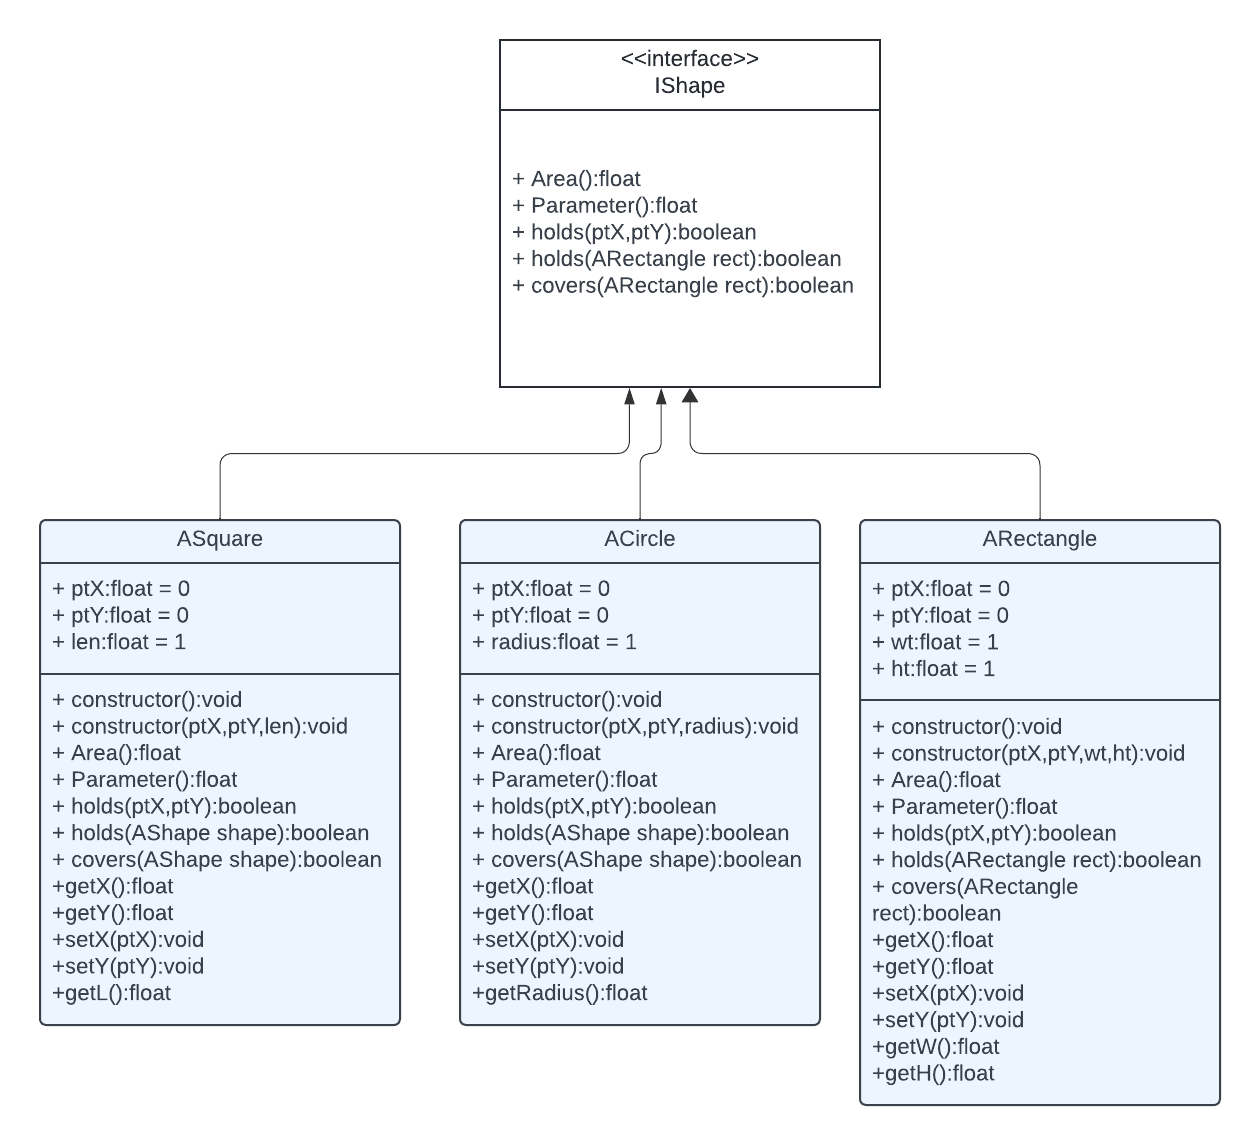 <<interface>>
IShape
+ Area():float
+ Parameter():float
+ holds(ptX,ptY):boolean
+ holds(ARectangle rect):boolean
+ covers(ARectangle rect):boolean
ASquare
+ ptX:float = 0
+ ptY:float = 0
+ len:float = 1
+ constructor():void
+ constructor(ptX,ptY,len):void
+ Area():float
+ Parameter():float
+ holds(ptX,ptY):boolean
+ holds(AShape shape):boolean
+ covers(AShape shape):boolean
+getX():float
+getY():float
+setX(ptX):void
+setY(ptY):void
+getL():float
ACircle
+ ptX:float = 0
+ ptY:float = 0
+ radius:float = 1
+ constructor():void
+ constructor(ptX,ptY,radius):void
+ Area():float
+ Parameter():float
+ holds(ptX,ptY):boolean
+ holds(AShape shape):boolean
+ covers(AShape shape):boolean
+getX():float
+getY():float
+setX(ptX):void
+setY(ptY):void
+getRadius():float
ARectangle
+ ptX:float = 0
+ ptY:float = 0
+ wt:float = 1
+ ht:float = 1
+ constructor():void
+ constructor(ptX,ptY,wt,ht):void
+ Area():float
+ Parameter():float
+ holds(ptX,ptY):boolean
+ holds(ARectangle rect):boolean
+ covers(ARectangle
rect):boolean
+getX():float
+getY():float
+setX(ptX):void
+setY(ptY):void
+getW():float
+getH():float